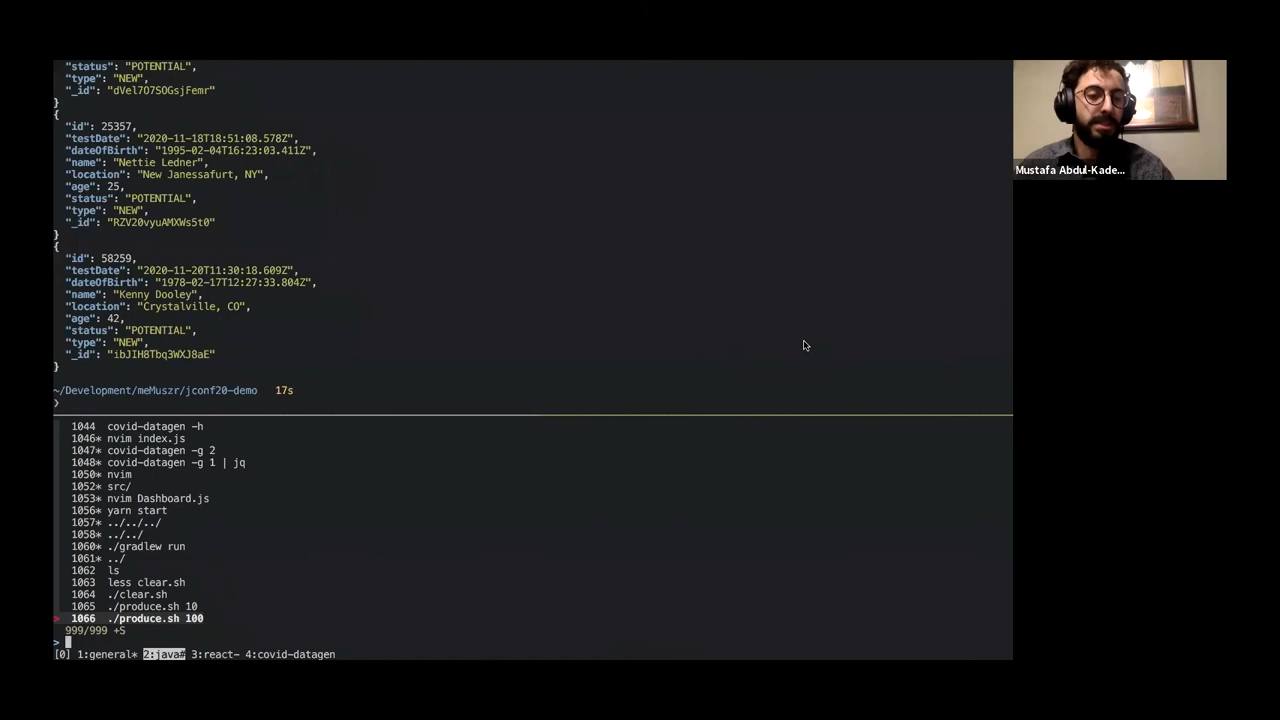 "status": "POTENTIAL",
"type": "NEW",
"_id": "dVel7O7SOGsjFemr"
}
{
"id": 25357,
"testDate": "2020-11-18T18:51:08.578Z",
"dateOfBirth": "1995-02-04T16:23:03.411Z",
"name": "Nettie Ledner",
"location": "New Janessafurt, NY",
"age": 25,
"status": "POTENTIAL",
"type": "NEW",
"_id": "RZV20vyuAMXWs5t0"
}
{
"id": 58259,
"testDate": "2020-11-20T11:30:18.609Z",
"dateOfBirth": "1978-02-17T12:27:33.804Z",
"name": "Kenny Dooley",
"location": "Crystalville, CO",
"age": 42,
"status": "POTENTIAL",
"type": "NEW",
"_id": "ibJIH8Tbq3WXJ8aE"
}
~/Development/meMuszr/jconf20-demo 17s
❯
1044 covid-datagen -h
1046* nvim index.js
1047* covid-datagen -g 2
1048* covid-datagen -g 1 | jq
1050* nvim
1052* src/
1053* nvim Dashboard.js
1056* yarn start
1057* ../../../
1058* ../../
1060* ./gradlew run
1061* ../
1062 ls
1063 less clear.sh
1064 ./clear.sh
1065 ./produce.sh 10
> 1066 ./produce.sh 100
999/999 +S
>
[0] 1:general* 2:java# 3:react- 4:covid-datagen
Mustafa Abdul-Kade...